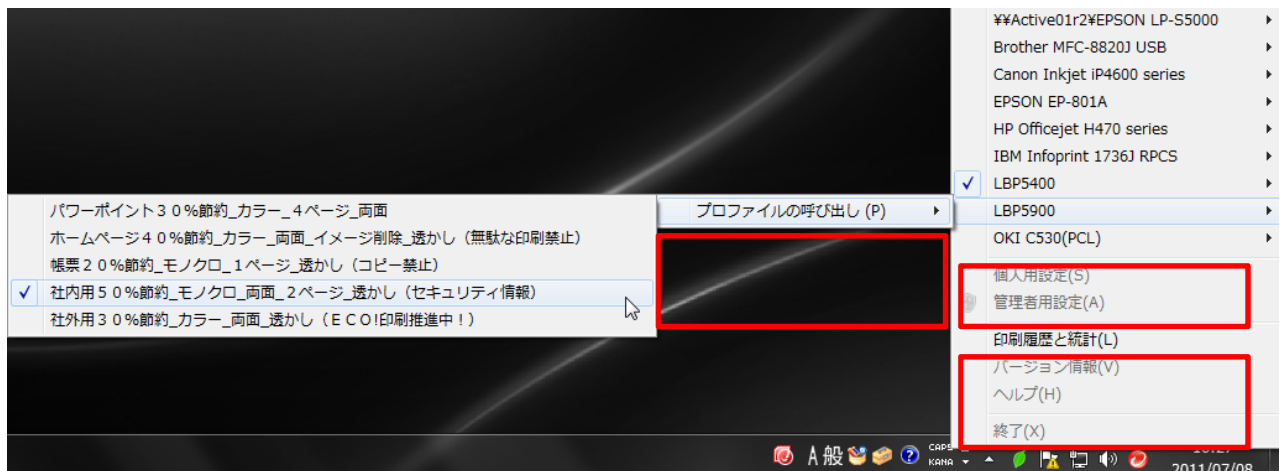 ¥¥Active01r2¥EPSON LP-S5000
Brother MFC-8820J USB
Canon Inkjet iP4600 series
EPSON EP-801A
HP Officejet H470 series
IBM Infoprint 1736J RPCS
LBP5400
LBP5900
OKI C530(PCL)
個人用設定(S)
管理者用設定(A)
印刷履歴と統計(L)
バージョン情報(V)
ヘルプ(H)
終了(X)
プロファイルの呼び出し (P)
パワーポイント30%節約_カラー_4ページ_両面
ホームページ40%節約_カラー_両面_イメージ削除_透かし（無駄な印刷禁止）
帳票20%節約_モノクロ_1ページ_透かし（コピー禁止）
社内用50%節約_モノクロ_両面_2ページ_透かし（セキュリティ情報）
社外用30%節約_カラー_両面_透かし（ECO!印刷推進中！）
A 般
CAPS
KANA
2011/07/08